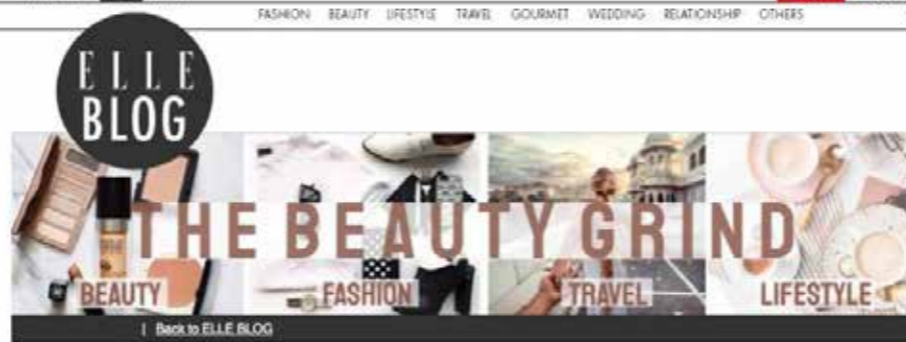 FASHION BEAUTY LIFESTYLE TRAVEL GOURMET WEDDING RELATIONSHIP OTHERS
ELLE
BLOG
THE BEAUTY GRIND
BEAUTY FASHION TRAVEL LIFESTYLE
| Back to ELLE BLOG